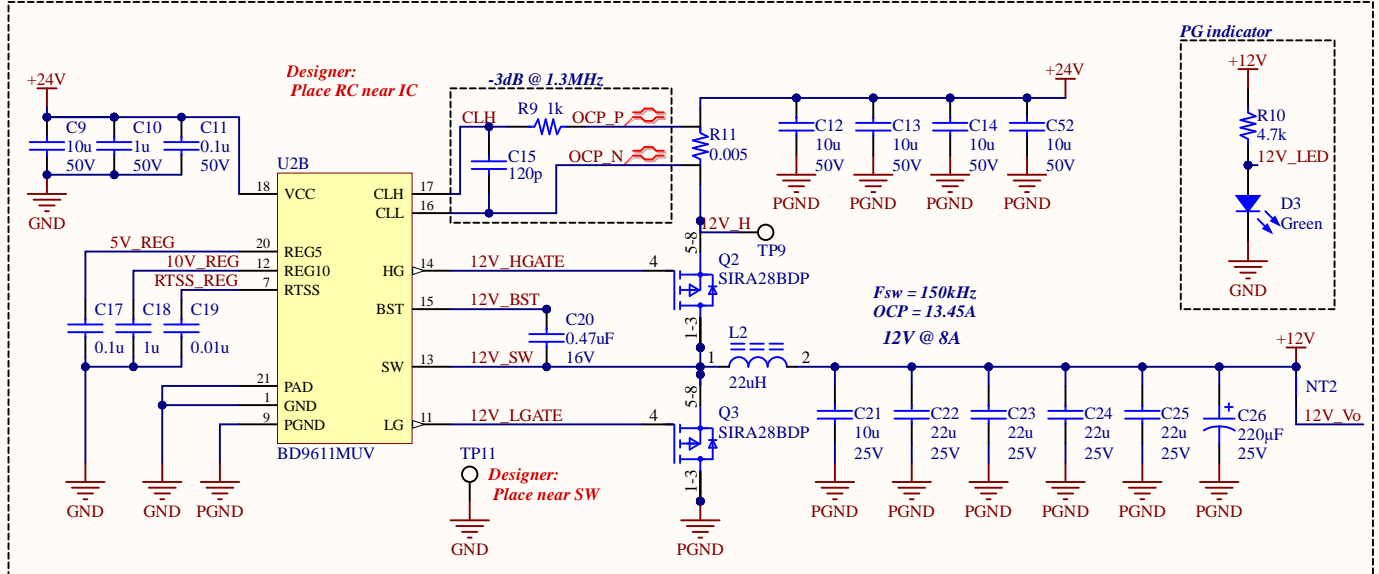 PG indicator
+12V
R10
4.7k
12V_LED
D3
Green
GND
+24V
C9
10u
50V
C10
1u
50V
C11
0.1u
50V
GND
Designer:
Place RC near IC
-3dB @ 1.3MHz
CLH
R9 1k
OCP_P
OCP_N
C15
120p
R11
0.005
+24V
C12
10u
50V
PGND
C13
10u
50V
PGND
C14
10u
50V
PGND
C52
10u
50V
PGND
U2B
18 VCC
CLH 17
CLL 16
5V_REG
20 REG5
10V_REG
12 REG10
RTSS_REG
7 RTSS
HG 14
12V_HGATE
4
BST 15
12V_BST
SW 13
12V_SW
21 PAD
1 GND
9 PGND
LG 11
12V_LGATE
4
BD9611MUV
C17
0.1u
C18
1u
C19
0.01u
GND
GND
PGND
C20
0.47uF
16V
12V_H
TP9
5-8
Q2
SIRA28BDP
1-3
Fsw = 150kHz
OCP = 13.45A
12V @ 8A
L2
1
2
22uH
5-8
Q3
SIRA28BDP
1-3
PGND
TP11
Designer:
Place near SW
GND
C21
10u
25V
PGND
C22
22u
25V
PGND
C23
22u
25V
PGND
C24
22u
25V
PGND
C25
22u
25V
PGND
+
C26
220µF
25V
PGND
+12V
NT2
12V_Vo